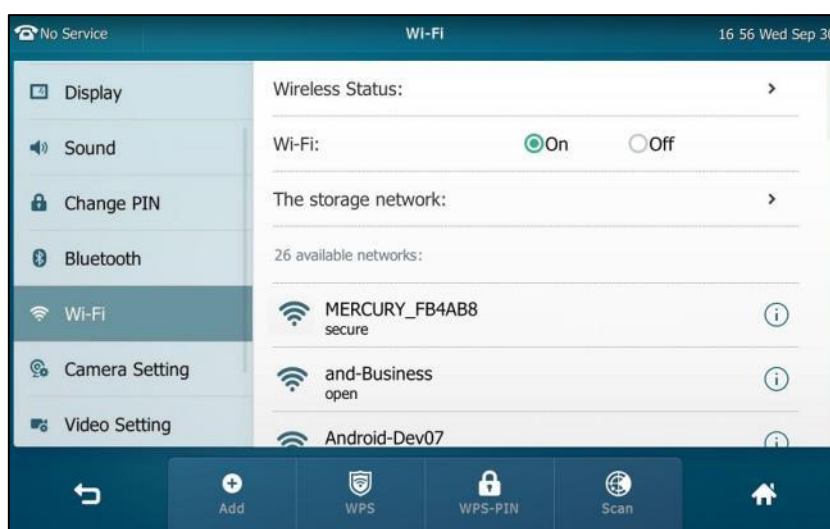 No Service
Wi-Fi
16 56 Wed Sep 30
Display
Sound
Change PIN
Bluetooth
Wi-Fi
Camera Setting
Video Setting
Wireless Status:
Wi-Fi: On Off
The storage network:
26 available networks:
MERCURY_FB4AB8
secure
and-Business
open
Android-Dev07
Add
WPS
WPS-PIN
Scan